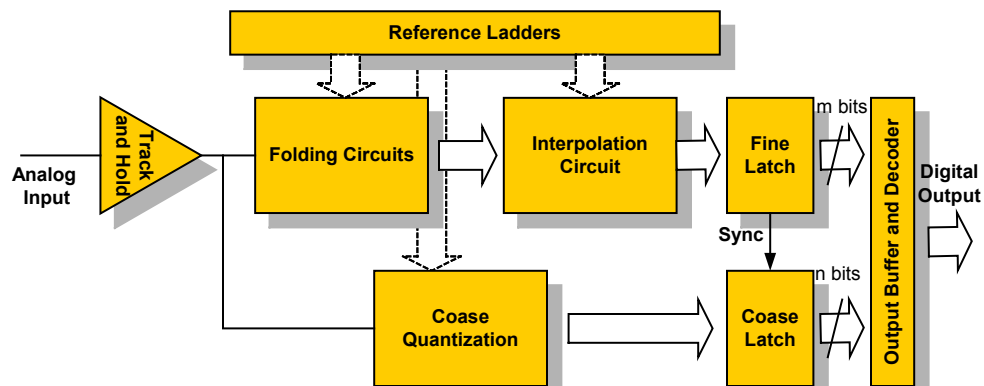 Reference Ladders
Track
and Hold
Analog
Input
Folding Circuits
Interpolation
Circuit
Fine
Latch
m bits
Sync
Coase
Quantization
Coase
Latch
n bits
Output Buffer and Decoder
Digital
Output